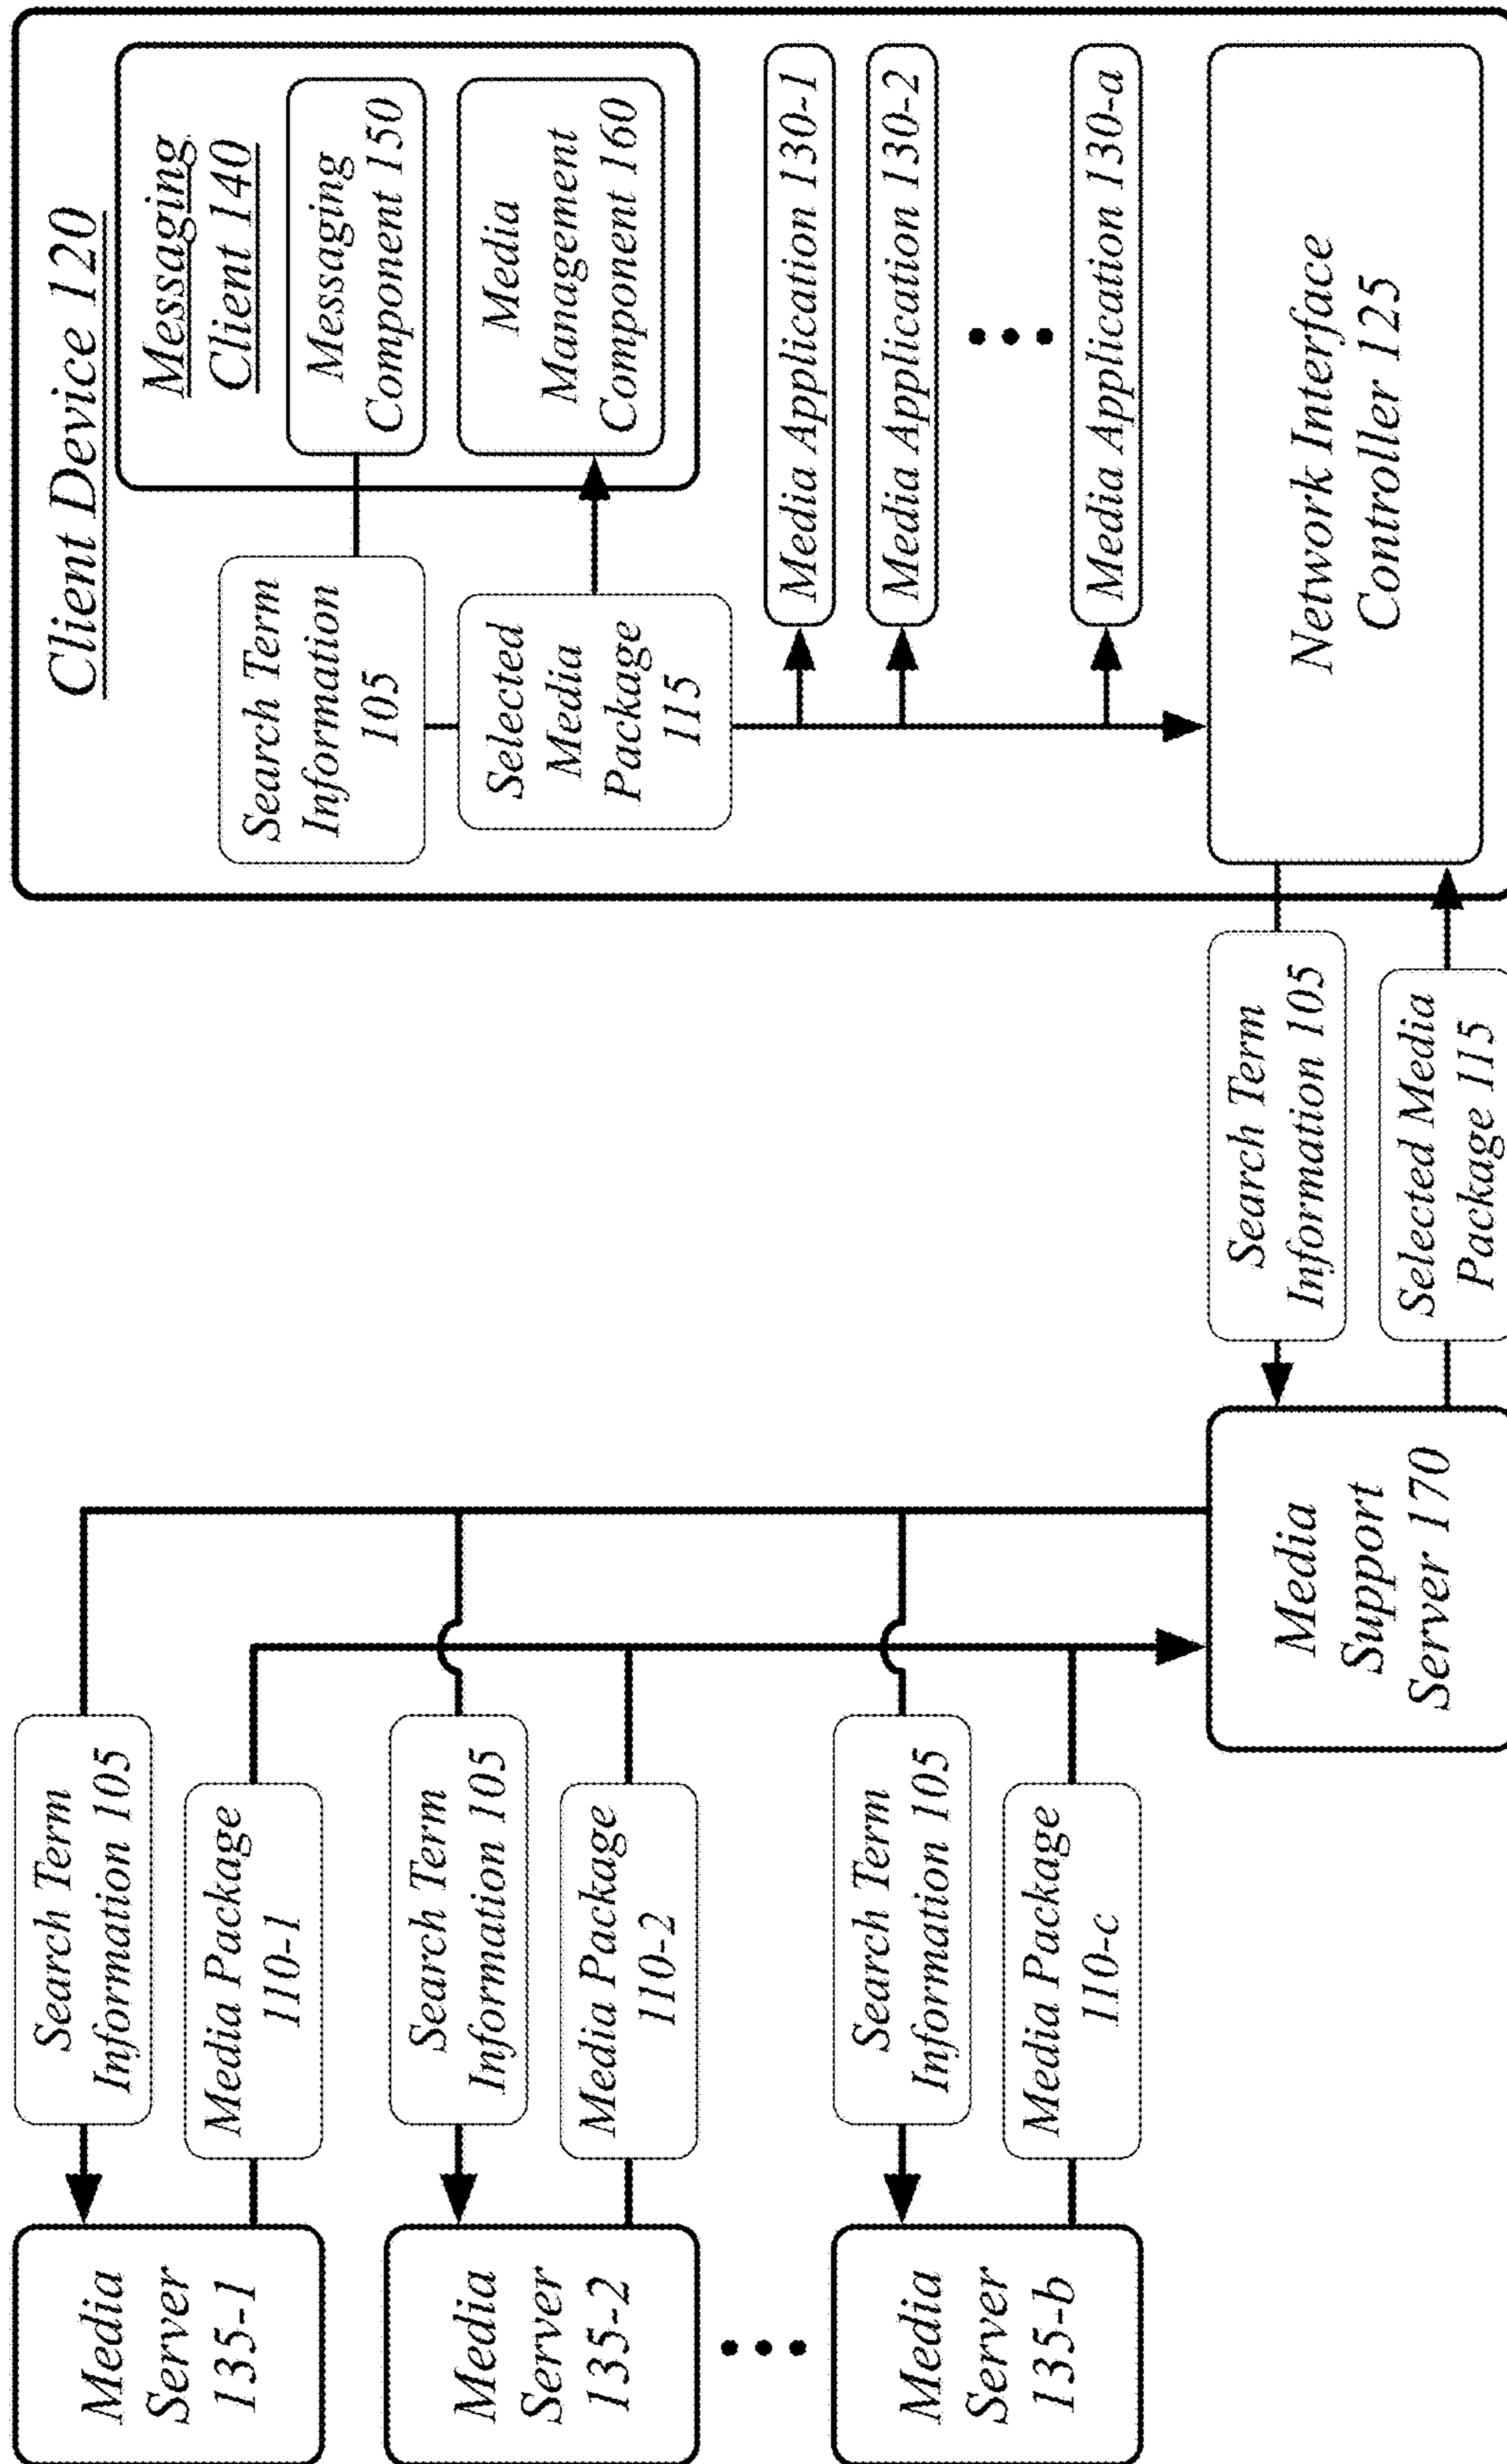 Client Device 120
Messaging
Client 140
Messaging
Component 150
Media
Management
Component 160
Search Term
Information
105
Selected
Media
Package
115
Media Application 130-1
Media Application 130-2
Media Application 130-a
Network Interface
Controller 125
Search Term
Information 105
Selected Media
Package 115
Media
Support
Server 170
Search Term
Information 105
Media Package
110-1
Media
Server
135-1
Search Term
Information 105
Media Package
110-2
Media
Server
135-2
Search Term
Information 105
Media Package
110-c
Media
Server
135-b